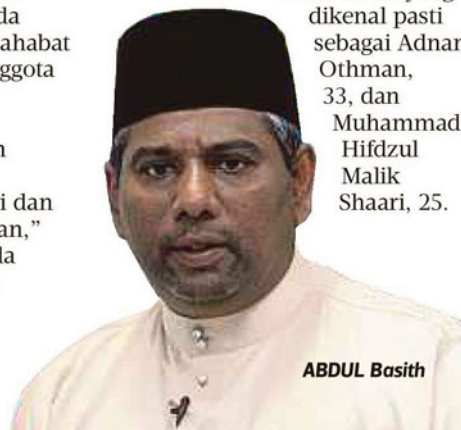 da
ahabat
ggota
i dan
an,”
la
dikenal pasti
sebagai Adnan
Othman,
33, dan
Muhammad
Hifdzul
Malik
Shaari, 25.
ABDUL Basith